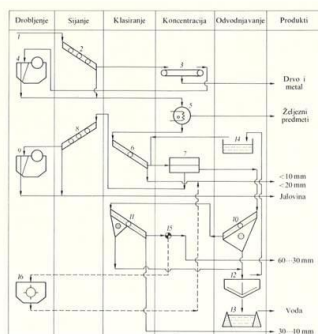 Drobljenje Sijanje Klasiranje Koncentracija Odvodnjavanje Produkti
1
2
3
4
Drvo i
metal
5
Željezni
predmeti
14
8
9
6
7
<10 mm
<20 mm
Jalovina
11
15
10
60—30 mm
16
12
13
Voda
30—10 mm